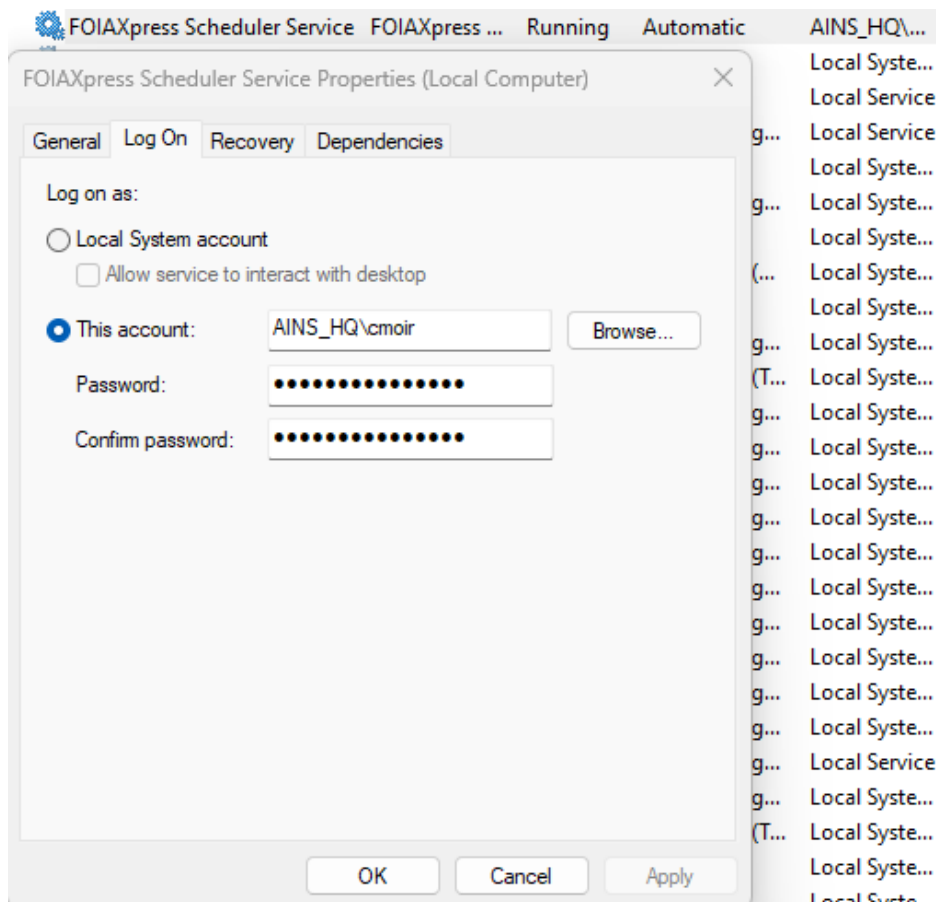 FOIAXpress Scheduler Service FOIAXpress ... Running Automatic AINS_HQ\...
FOIAXpress Scheduler Service Properties (Local Computer)
General Log On Recovery Dependencies
Log on as:
Local System account
Allow service to interact with desktop
This account: AINS_HQ\cmoir Browse...
Password: ●●●●●●●●●●●●●●●
Confirm password: ●●●●●●●●●●●●●●●
OK Cancel Apply
Local Syste...
Local Service
g... Local Service
Local Syste...
g... Local Syste...
Local Syste...
(... Local Syste...
Local Syste...
g... Local Syste...
(T... Local Syste...
g... Local Syste...
g... Local Syste...
g... Local Syste...
g... Local Syste...
g... Local Syste...
g... Local Syste...
g... Local Syste...
g... Local Syste...
g... Local Syste...
g... Local Syste...
g... Local Service
g... Local Syste...
(T... Local Syste...
Local Syste...
Local Syste...